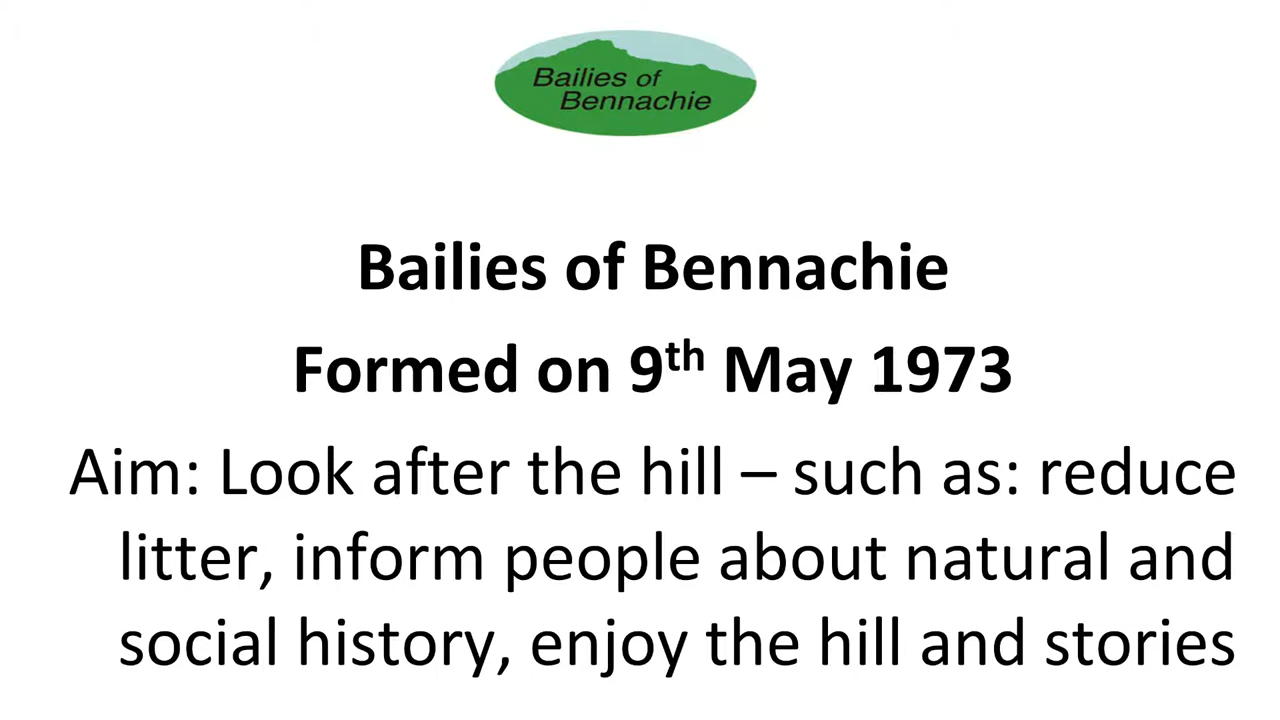 Bailies of
Bennachie
Bailies of Bennachie
Formed on 9th May 1973
Aim: Look after the hill – such as: reduce
litter, inform people about natural and
social history, enjoy the hill and stories